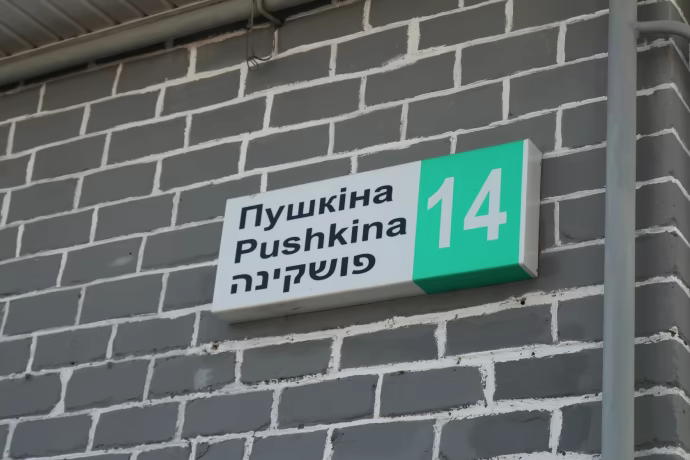 Пушкіна
Pushkina
פושקינה
14